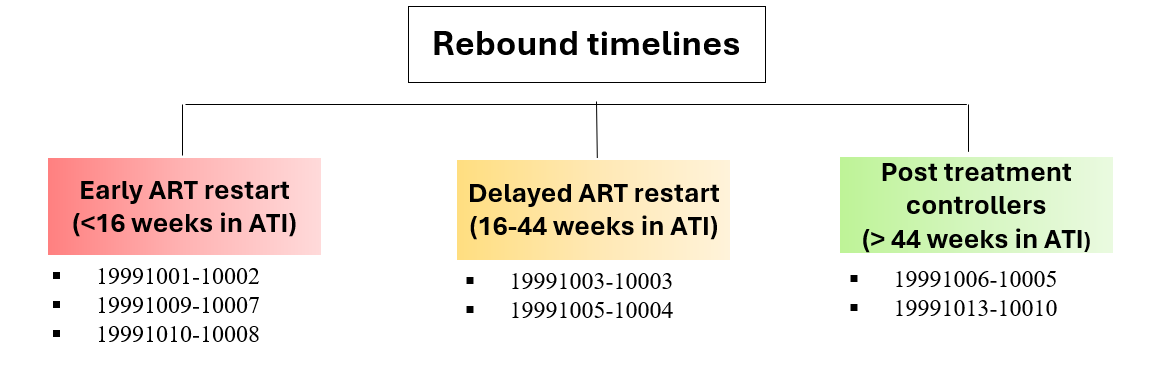 Rebound timelines
Early ART restart
(<16 weeks in ATI)
▪ 19991001-10002
▪ 19991009-10007
▪ 19991010-10008
Delayed ART restart
(16-44 weeks in ATI)
▪ 19991003-10003
▪ 19991005-10004
Post treatment
controllers
(> 44 weeks in ATI)
▪ 19991006-10005
▪ 19991013-10010